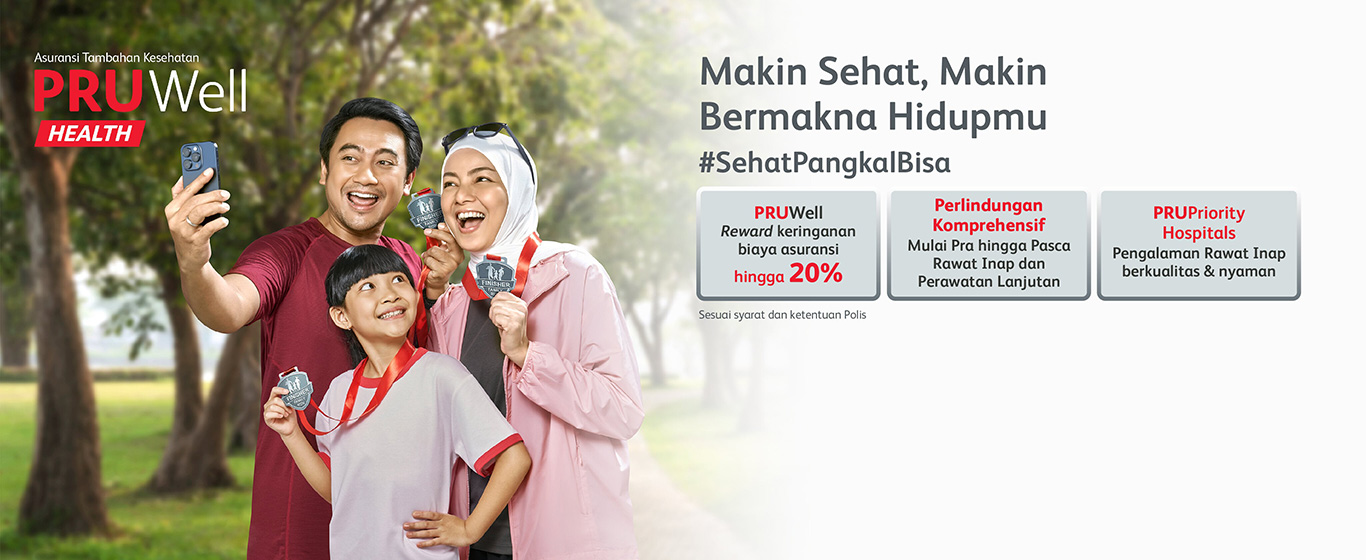 Asuransi Tambahan Kesehatan
PRUWell
HEALTH
Makin Sehat, Makin
Bermakna Hidupmu
#SehatPangkalBisa
PRUWell
Reward keringanan
biaya asuransi
hingga 20%
Perlindungan
Komprehensif
Mulai Pra hingga Pasca
Rawat Inap dan
Perawatan Lanjutan
PRUPriority
Hospitals
Pengalaman Rawat Inap
berkualitas & nyaman
Sesuai syarat dan ketentuan Polis
FINISHER
FINISHER
FINISHER